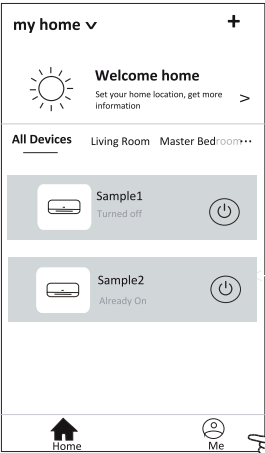 my home
Welcome home
Set your home location, get more
information
All Devices Living Room Master Bedroom
Sample1
Turned off
Sample2
Already On
Home Me